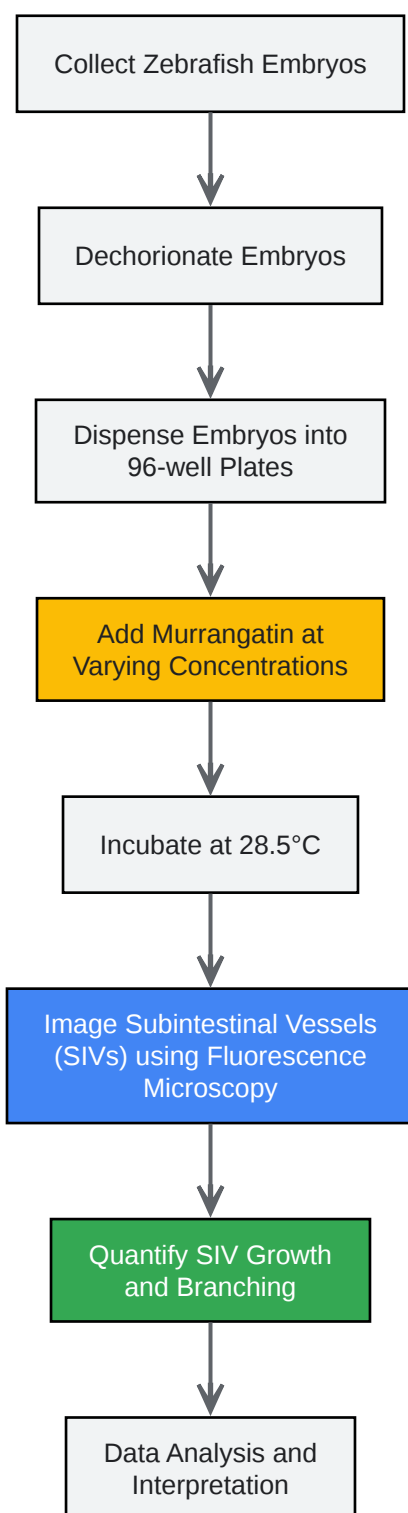 Collect Zebrafish Embryos
Dechorionate Embryos
Dispense Embryos into
96-well Plates
Add Murrangatin at
Varying Concentrations
Incubate at 28.5°C
Image Subintestinal Vessels
(SIVs) using Fluorescence
Microscopy
Quantify SIV Growth
and Branching
Data Analysis and
Interpretation